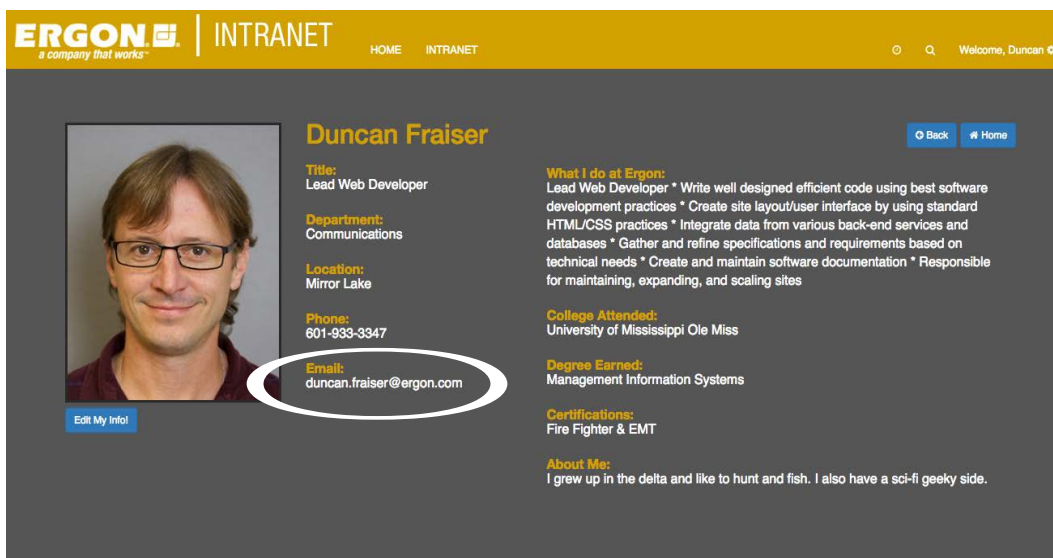 ERGON INTRANET
a company that works
HOME INTRANET
Welcome, Duncan
Duncan Fraiser
Back Home
Title:
Lead Web Developer
Department:
Communications
Location:
Mirror Lake
Phone:
601-933-3347
Email:
duncan.fraiser@ergon.com
Edit My Info!
What I do at Ergon:
Lead Web Developer * Write well designed efficient code using best software
development practices * Create site layout/user interface by using standard
HTML/CSS practices * Integrate data from various back-end services and
databases * Gather and refine specifications and requirements based on
technical needs * Create and maintain software documentation * Responsible
for maintaining, expanding, and scaling sites
College Attended:
University of Mississippi Ole Miss
Degree Earned:
Management Information Systems
Certifications:
Fire Fighter & EMT
About Me:
I grew up in the delta and like to hunt and fish. I also have a sci-fi geeky side.